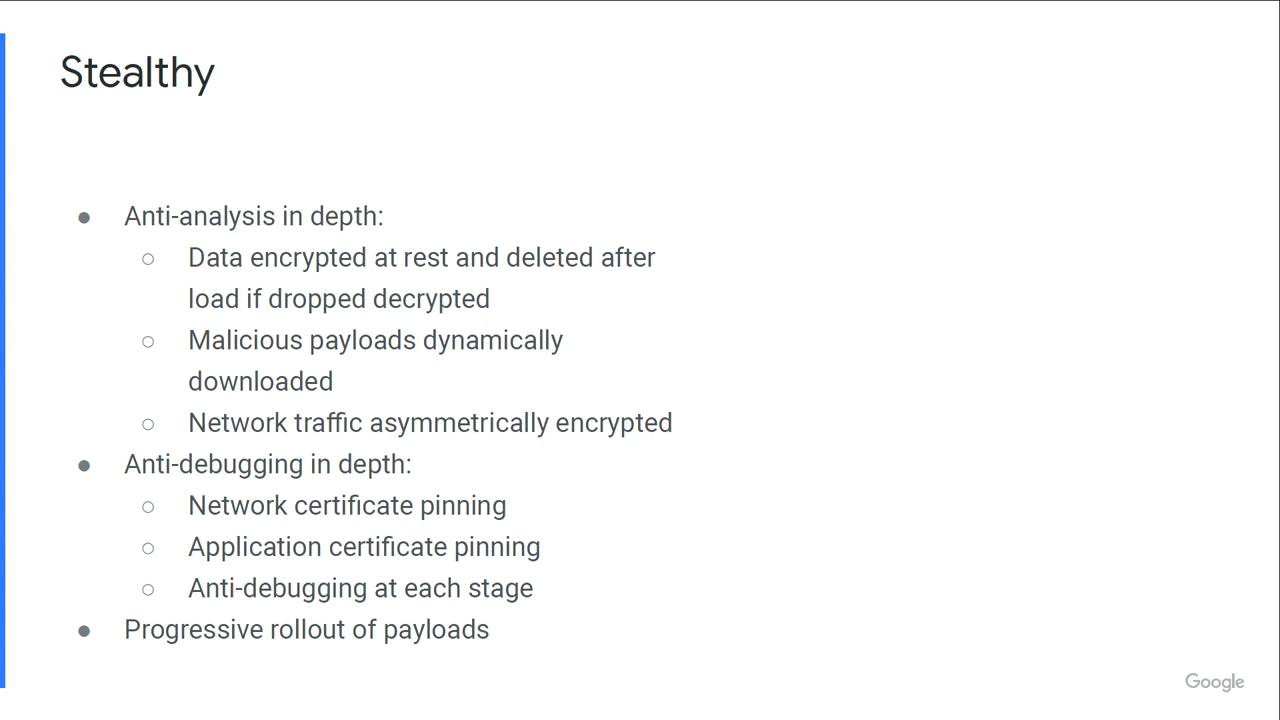 Stealthy
● Anti-analysis in depth:
○ Data encrypted at rest and deleted after
load if dropped decrypted
○ Malicious payloads dynamically
downloaded
○ Network traffic asymmetrically encrypted
● Anti-debugging in depth:
○ Network certificate pinning
○ Application certificate pinning
○ Anti-debugging at each stage
● Progressive rollout of payloads
Google